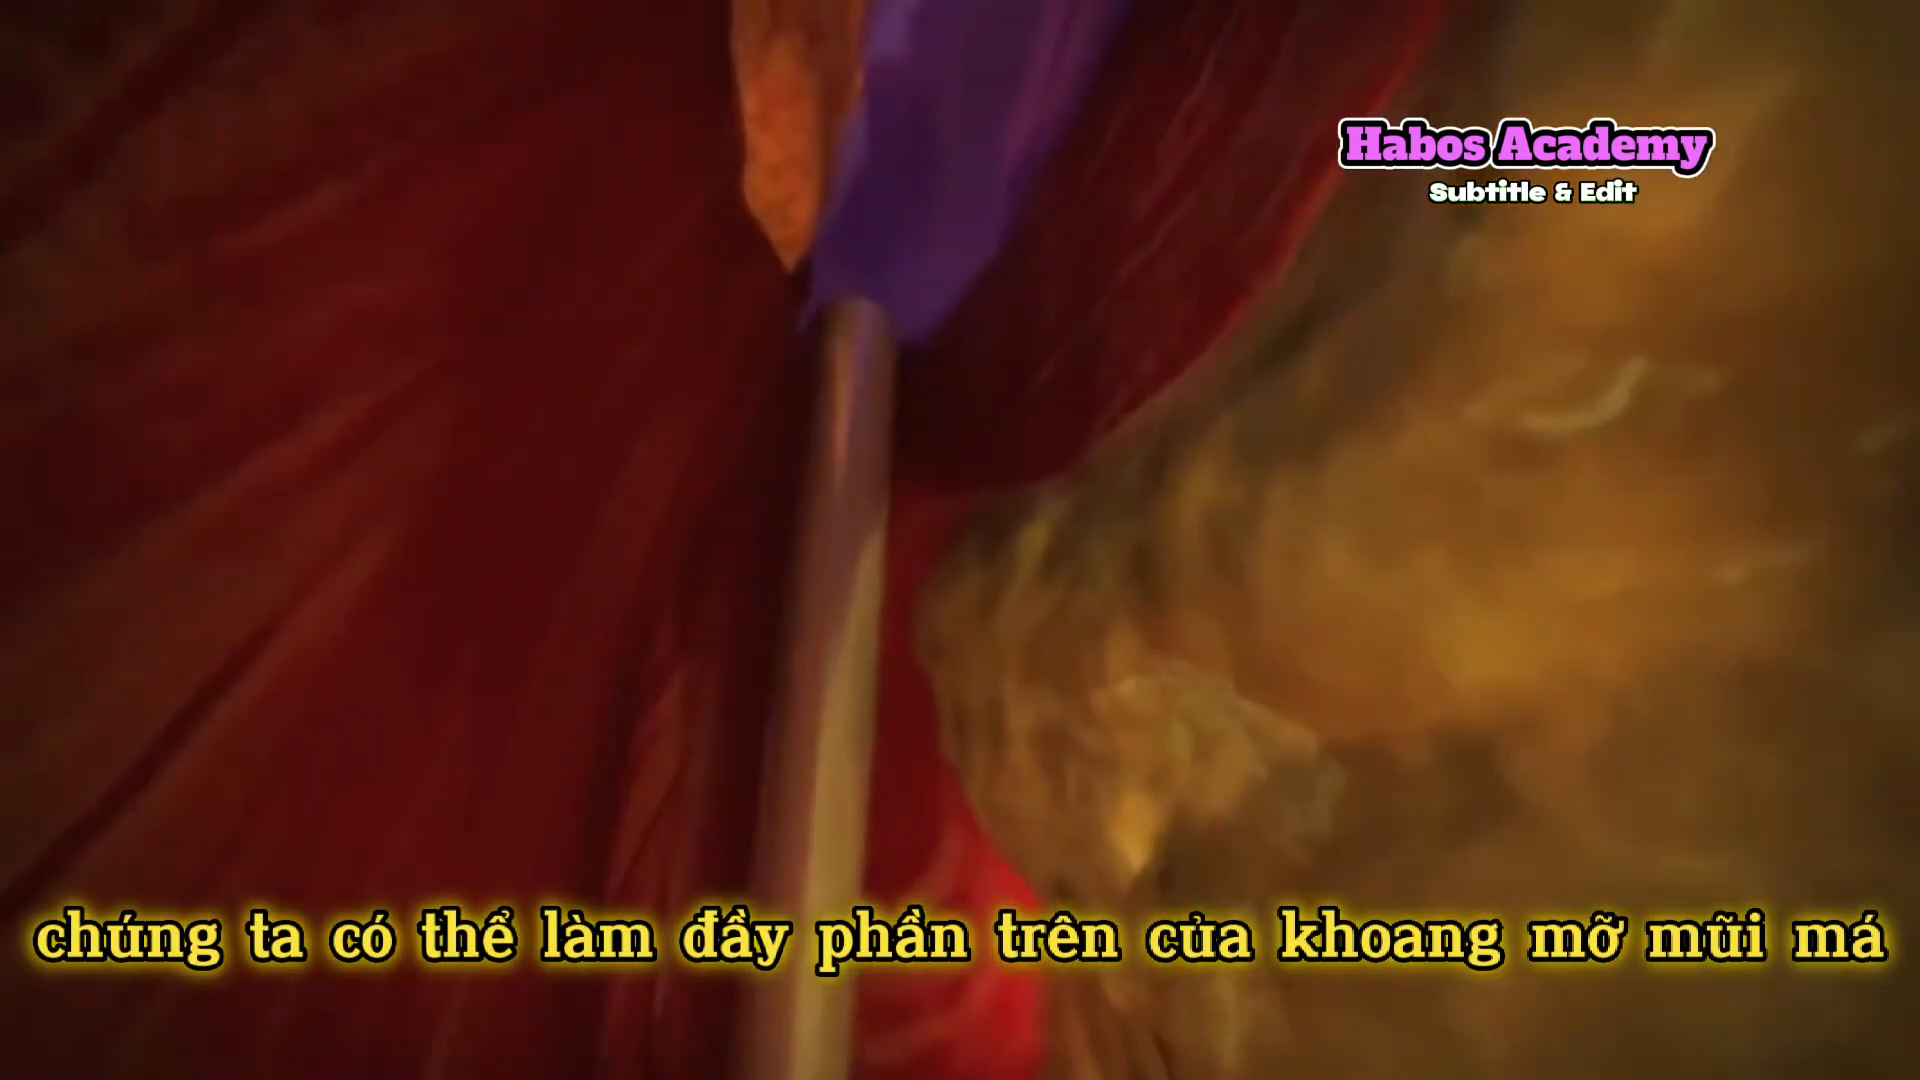 Habos Academy
Subtitle & Edit
chúng ta có thể làm đầy phần trên của khoang mỡ mũi má